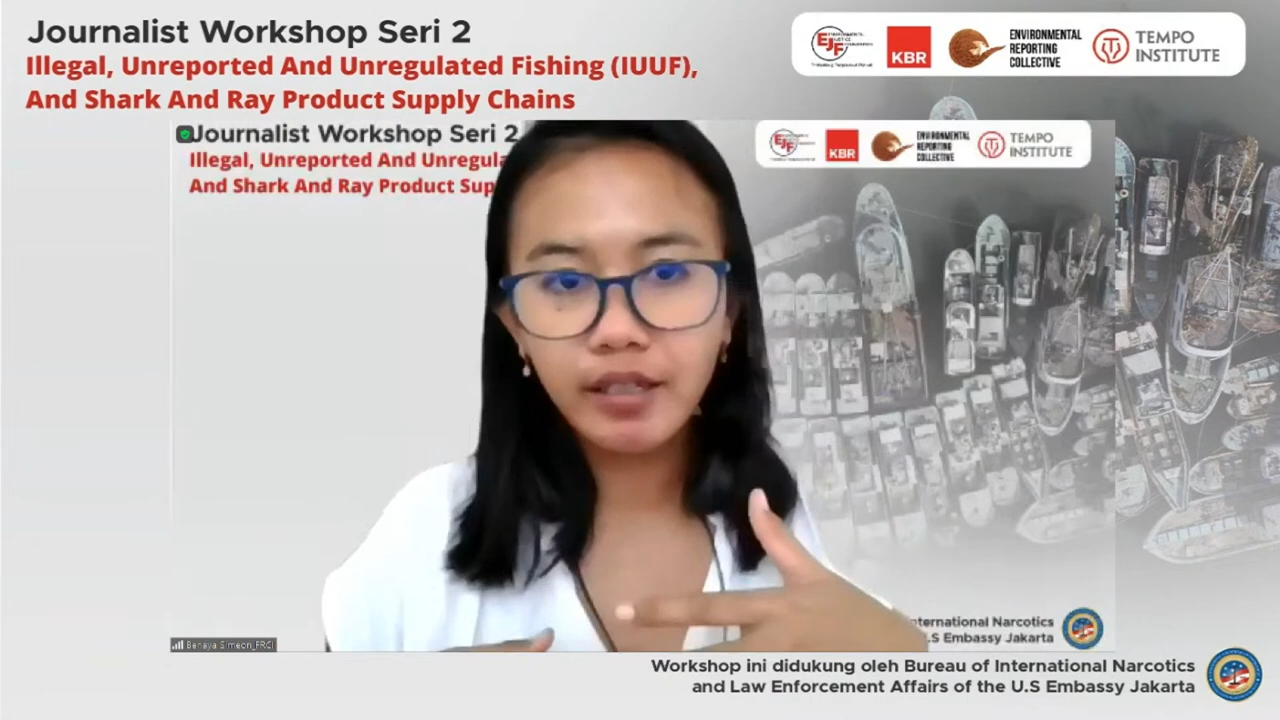 Journalist Workshop Seri 2
Illegal, Unreported And Unregulated Fishing (IUUF),
And Shark And Ray Product Supply Chains
EJF
KBR
ENVIRONMENTAL
REPORTING
COLLECTIVE
TEMPO
INSTITUTE
Journalist Workshop Seri 2
Illegal, Unreported And Unregula
And Shark And Ray Product Sup
EJF
KBR
ENVIRONMENTAL
REPORTING
COLLECTIVE
TEMPO
INSTITUTE
nternational Narcotics
.S Embassy Jakarta
Benaya Simeon_FRCI
Workshop ini didukung oleh Bureau of International Narcotics
and Law Enforcement Affairs of the U.S Embassy Jakarta